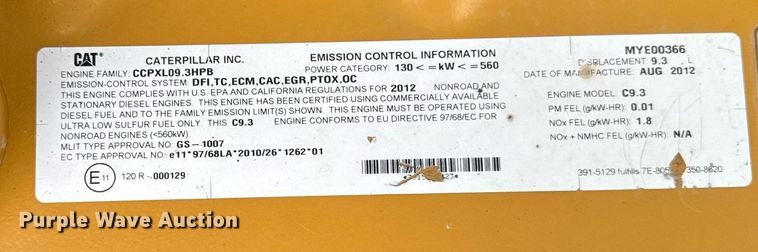 CAT CATERPILLAR INC. EMISSION CONTROL INFORMATION MYE00366
ENGINE FAMILY: CCPXL09.3HPB POWER CATEGORY: 130 <=kW<= 560 DISPLACEMENT: 9.3
EMISSION-CONTROL SYSTEM: DFI,TC,ECM,CAC,EGR,PTOX,OC DATE OF MANUFACTURE: AUG 2012
THIS ENGINE COMPLIES WITH U.S.EPA AND CALIFORNIA REGULATIONS FOR 2012 NONROAD AND
STATIONARY DIESEL ENGINES. THIS ENGINE HAS BEEN CERTIFIED USING COMMERCIALLY AVAILABLE ENGINE MODEL: C9.3
DIESEL FUEL AND TO THE FAMILY EMISSION LIMIT(S) SHOWN THIS ENGINE MUST BE OPERATED USING PM FEL (g/kW-HR): 0.01
ULTRA LOW SULFUR FUEL ONLY. THIS C9.3 ENGINE CONFORMS TO EU DIRECTIVE 97/68/EC FOR NOx FEL (g/kW-HR): 1.8
NONROAD ENGINES (<560kW). NOx + NMHC FEL (g/kW-HR): N/A
MLIT TYPE APPROVAL NO: GS-1007
EC TYPE APPROVAL NO: e11*97/68LA*2010/26*1262*01
E 11 120 R -.000129
391-5129 fulfills 7E-805 350-8620
Purple Wave Auction